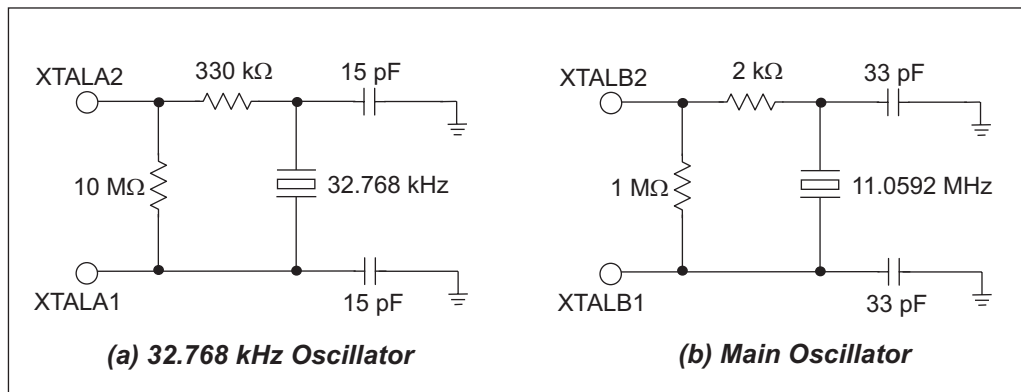 XTALA2
330 kΩ
15 pF
10 MΩ
32.768 kHz
XTALA1
15 pF
(a) 32.768 kHz Oscillator
XTALB2
2 kΩ
33 pF
1 MΩ
11.0592 MHz
XTALB1
33 pF
(b) Main Oscillator